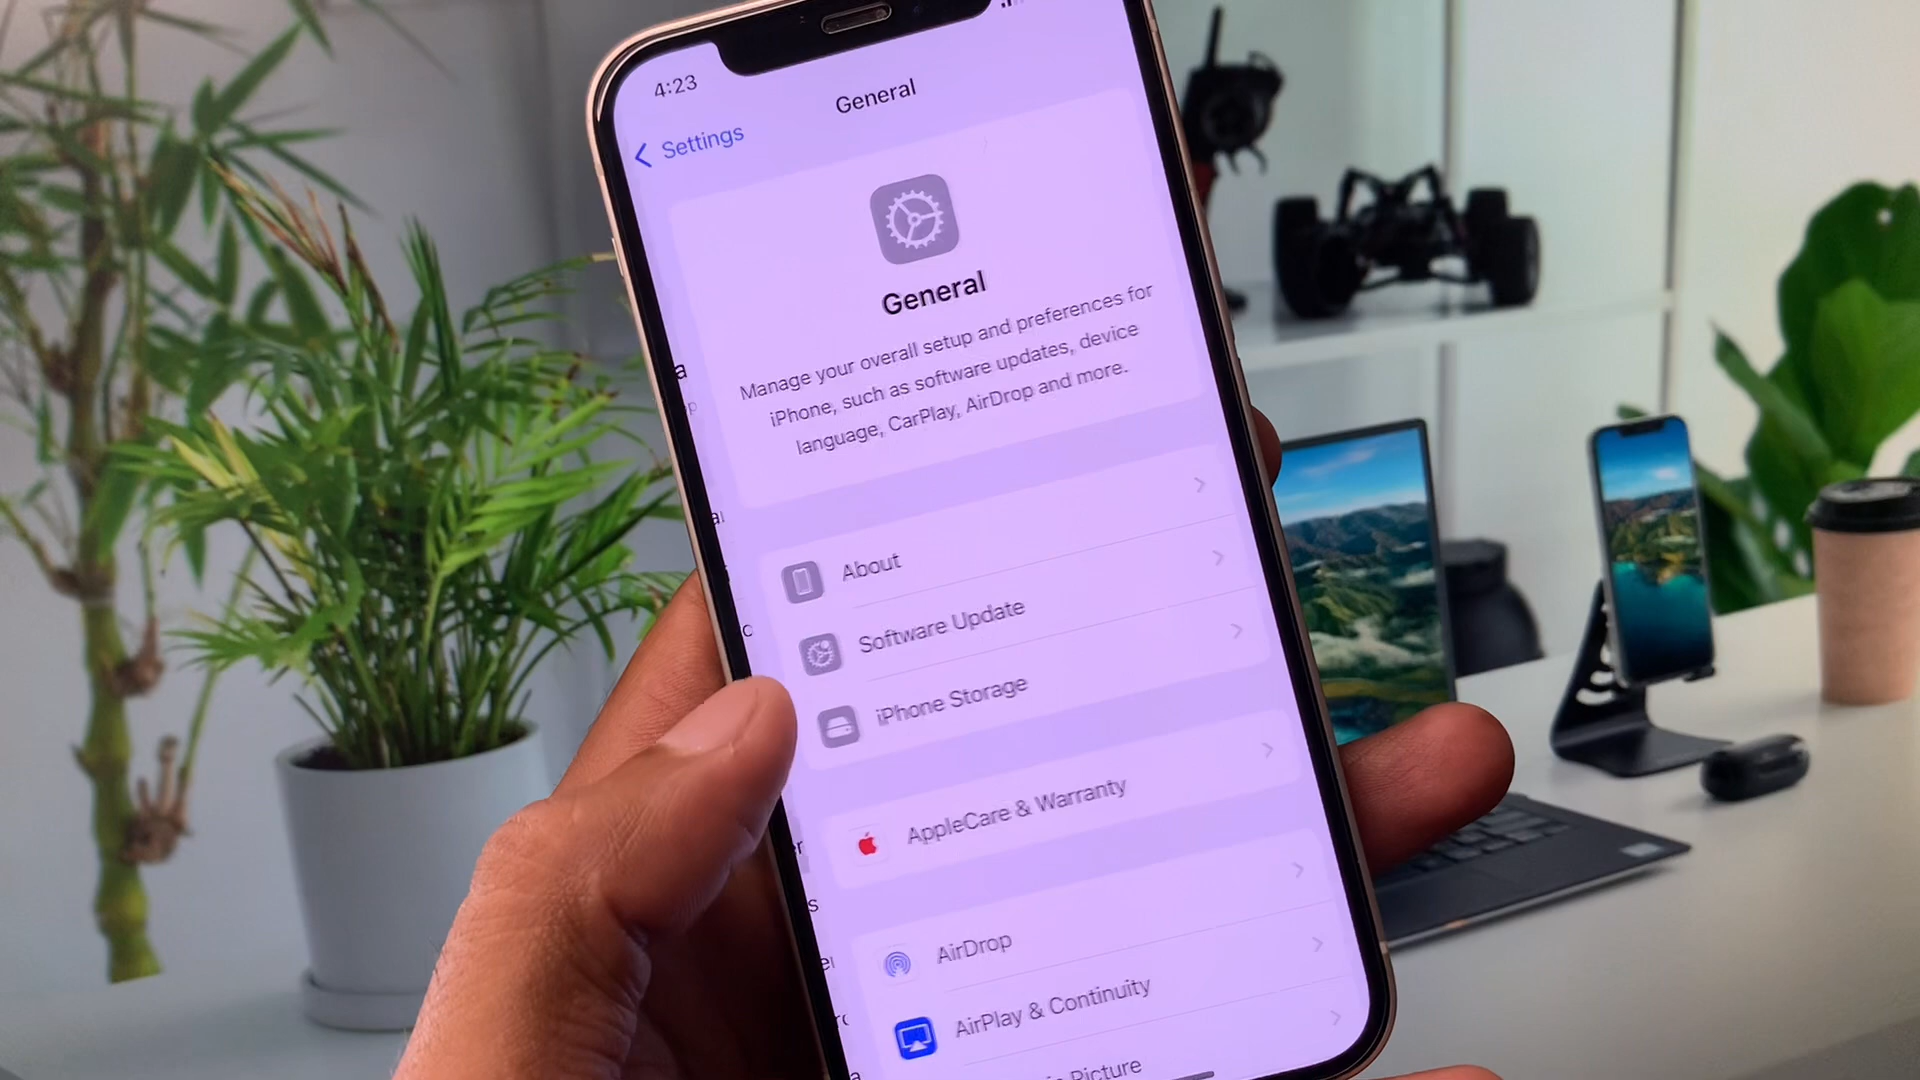 4:23
General
Settings
General
Manage your overall setup and preferences for
iPhone, such as software updates, device
language, CarPlay, AirDrop and more.
About
Software Update
iPhone Storage
AppleCare & Warranty
AirDrop
AirPlay & Continuity
Picture